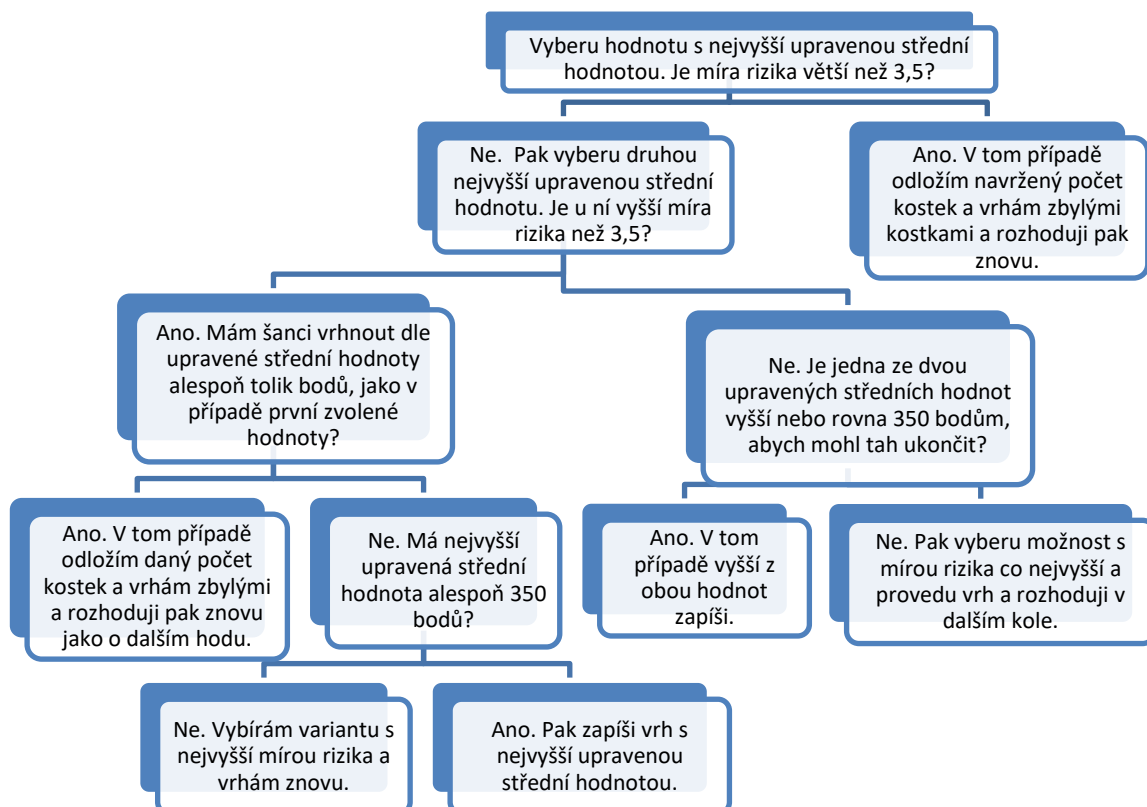 Vyberu hodnotu s nejvyšší upravenou střední
hodnotou. Je míra rizika větší než 3,5?
Ne.  Pak vyberu druhou
nejvyšší upravenou střední
hodnotu. Je u ní vyšší míra
rizika než 3,5?
Ano. V tom případě
odložím navržený počet
kostek a vrhám zbylými
kostkami a rozhoduji pak
znovu.
Ano. Mám šanci vrhnout dle
upravené střední hodnoty
alespoň tolik bodů, jako v
případě první zvolené
hodnoty?
Ne. Je jedna ze dvou
upravených středních hodnot
vyšší nebo rovna 350 bodům,
abych mohl tah ukončit?
Ano. V tom případě
odložím daný počet
kostek a vrhám zbylými
a rozhoduji pak znovu
jako o dalším hodu.
Ne. Má nejvyšší
upravená střední
hodnota alespoň 350
bodů?
Ano. V tom
případě vyšší z
obou hodnot
zapíši.
Ne. Pak vyberu možnost s
mírou rizika co nejvyšší a
provedu vrh a rozhoduji v
dalším kole.
Ne. Vybírám variantu s
nejvyšší mírou rizika a
vrhám znovu.
Ano. Pak zapíši vrh s
nejvyšší upravenou
střední hodnotou.